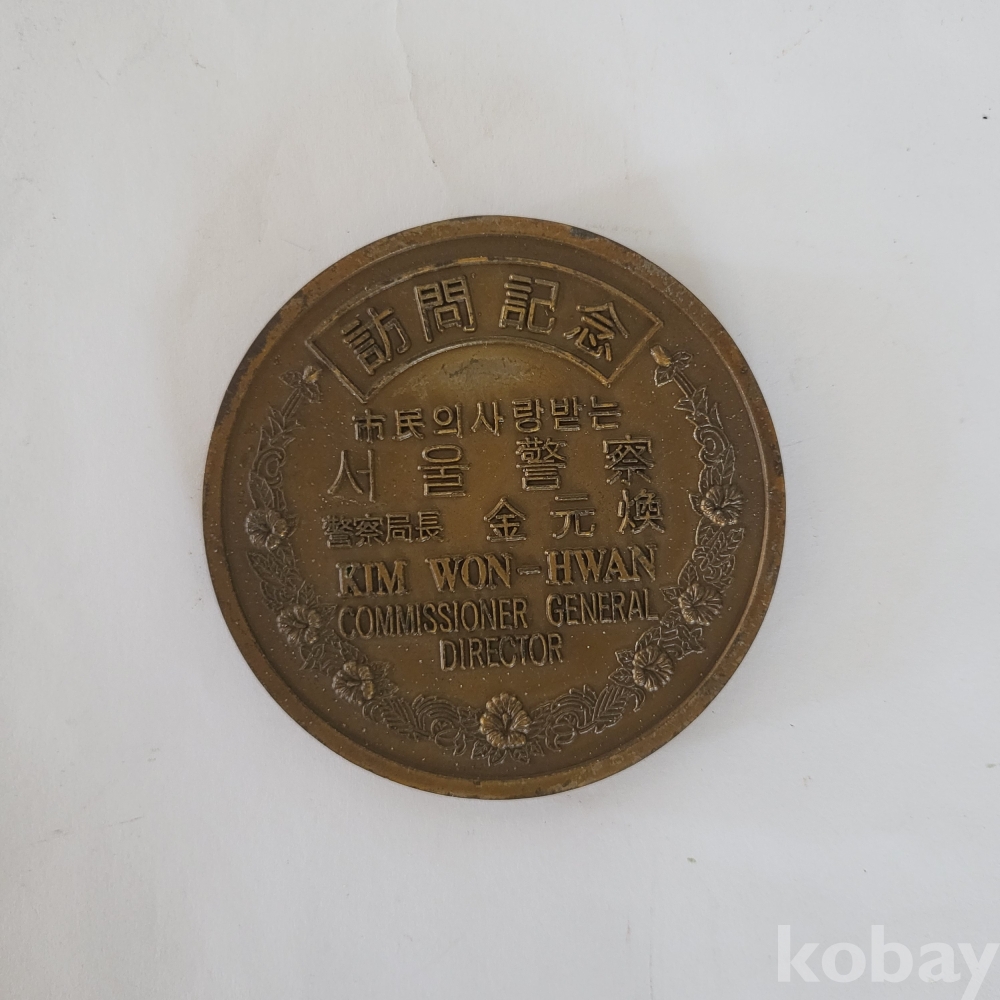 訪問記念
市民의사랑받는
서울警察
警察局長 金元煥
KIM WON-HWAN
COMMISSIONER GENERAL
DIRECTOR
kobay